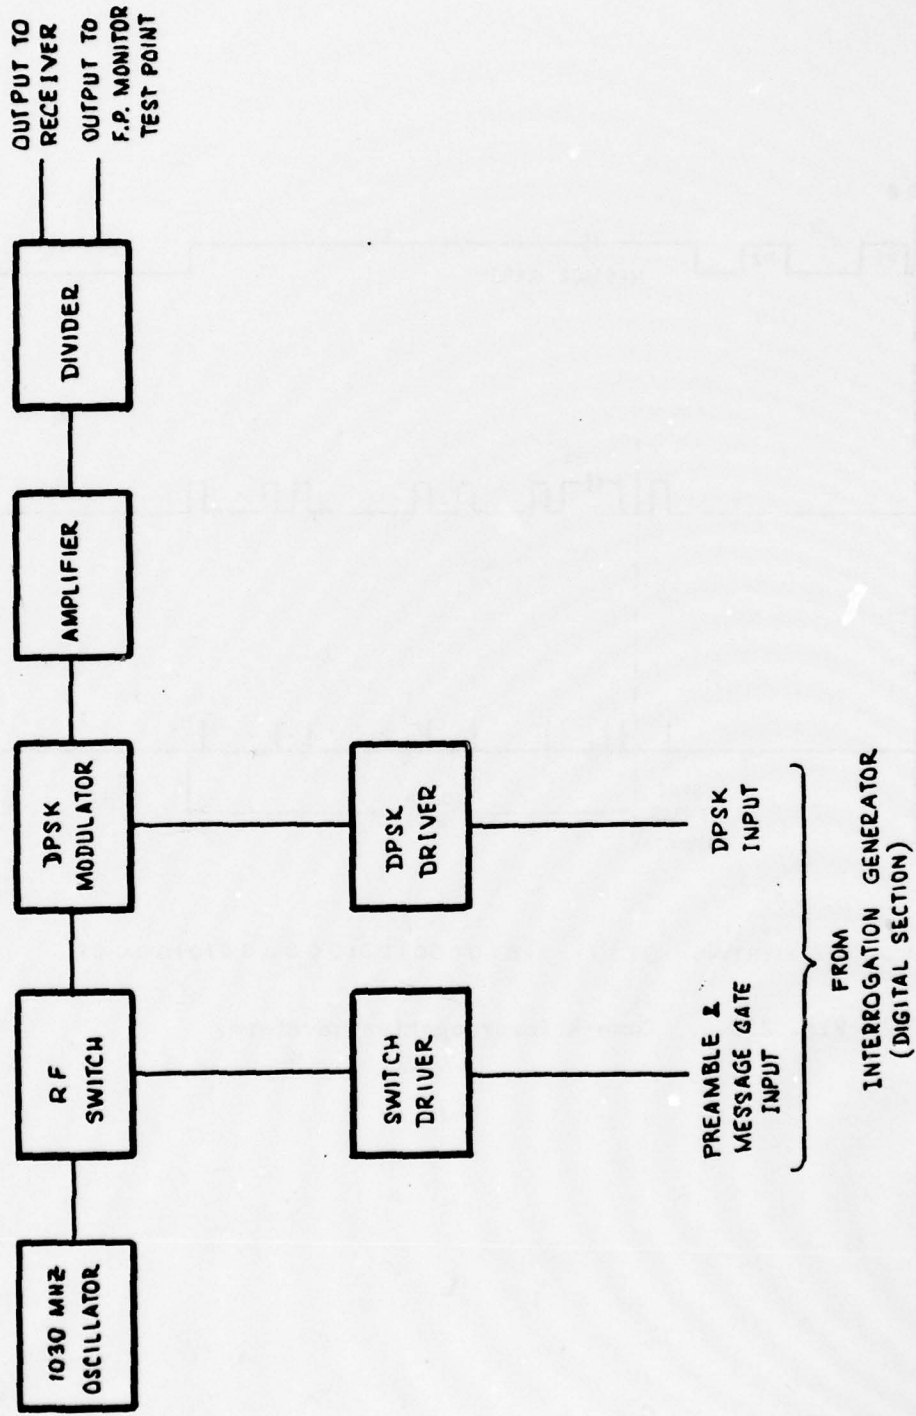 1030 MHZ
OSCILLATOR
RF
SWITCH
DPSK
MODULATOR
AMPLIFIER
DIVIDER
OUTPUT TO
RECEIVER
OUTPUT TO
F.P. MONITOR
TEST POINT
SWITCH
DRIVER
DPSK
DRIVER
PREAMBLE &
MESSAGE GATE
INPUT
DPSK
INPUT
FROM
INTERROGATION GENERATOR
(DIGITAL SECTION)